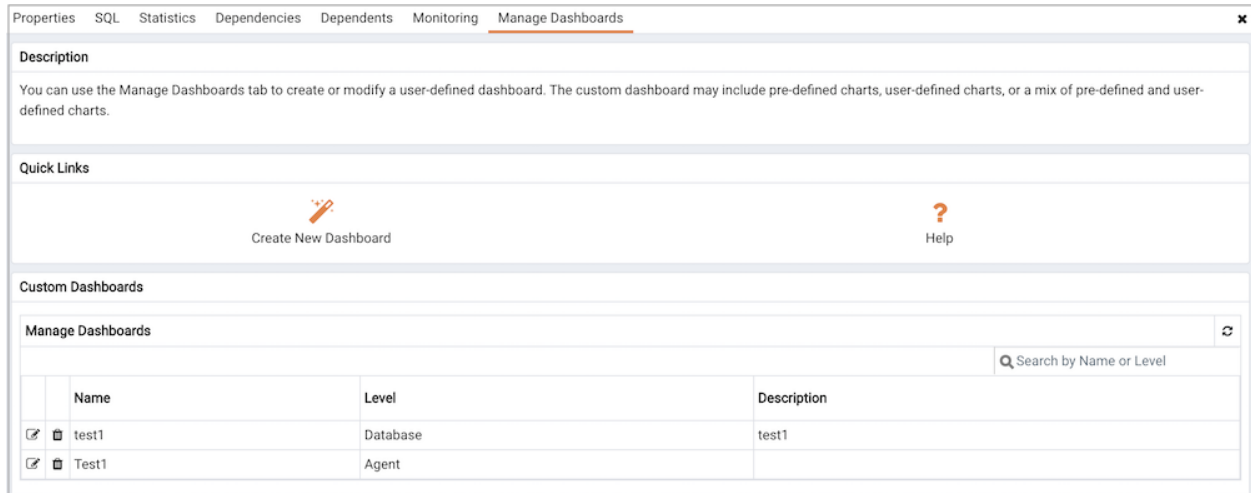 Properties SQL Statistics Dependencies Dependents Monitoring Manage Dashboards
Description
You can use the Manage Dashboards tab to create or modify a user-defined dashboard. The custom dashboard may include pre-defined charts, user-defined charts, or a mix of pre-defined and user-
defined charts.
Quick Links
Create New Dashboard Help
Custom Dashboards
Manage Dashboards
Search by Name or Level
Name Level Description
test1 Database test1
Test1 Agent